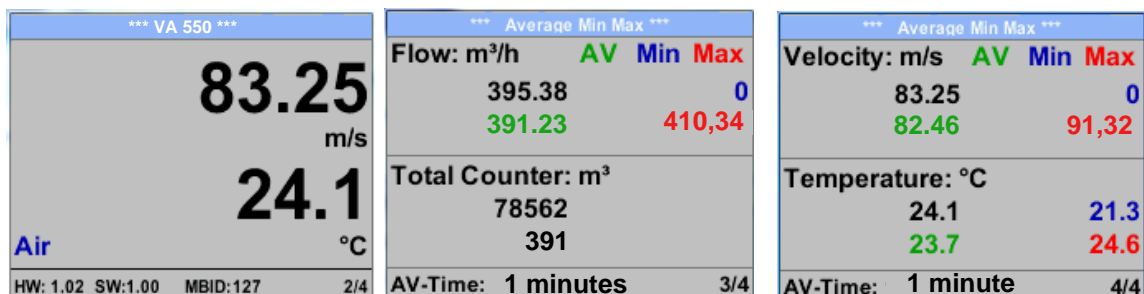 *** VA 550 ***
83.25
m/s
24.1
Air °C
HW: 1.02 SW:1.00 MBID:127 2/4
*** Average Min Max ***
Flow: m³/h AV Min Max
395.38 0
391.23 410,34
Total Counter: m³
78562
391
AV-Time: 1 minutes 3/4
*** Average Min Max ***
Velocity: m/s AV Min Max
83.25 0
82.46 91,32
Temperature: °C
24.1 21.3
23.7 24.6
AV-Time: 1 minute 4/4